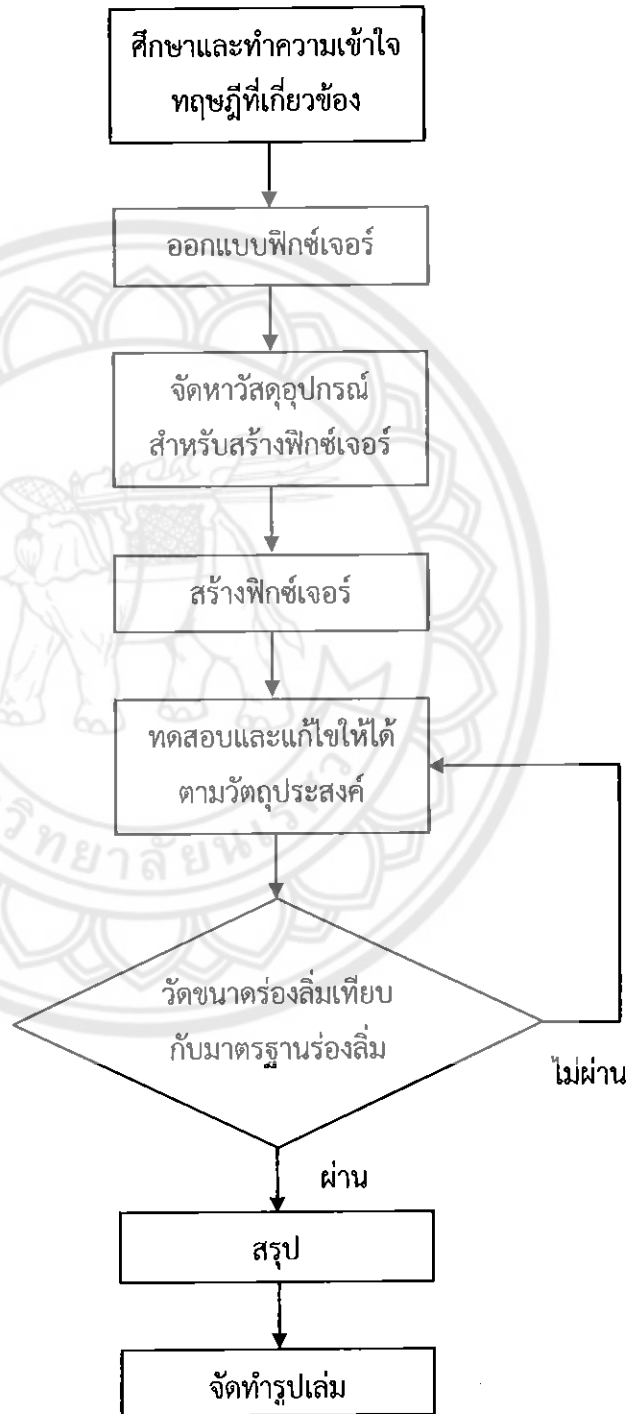 ศึกษาและทำความเข้าใจ
ทฤษฎีที่เกี่ยวข้อง
ออกแบบฟิกซ์เจอร์
จัดหาวัสดุอุปกรณ์
สำหรับสร้างฟิกซ์เจอร์
สร้างฟิกซ์เจอร์
ทดสอบและแก้ไขให้ได้
ตามวัตถุประสงค์
วัดขนาดร่องลิ่มเทียบ
กับมาตรฐานร่องลิ่ม
ไม่ผ่าน
ผ่าน
สรุป
จัดทำรูปเล่ม